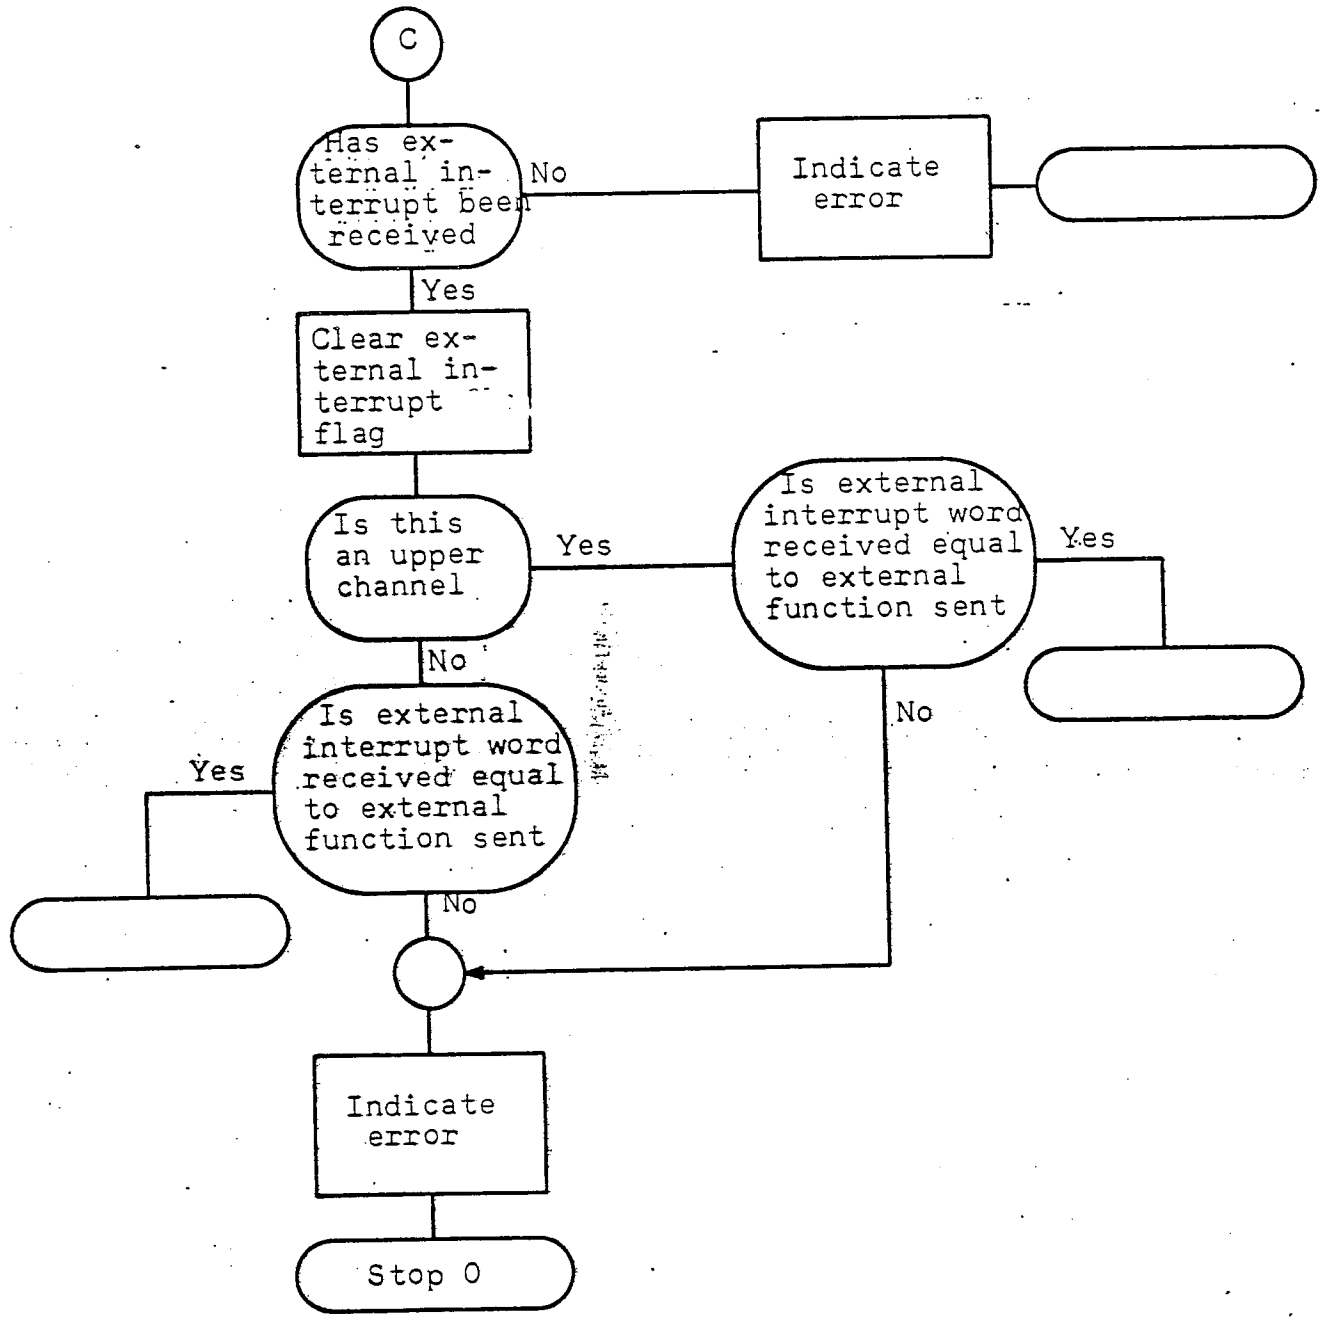 C
Has ex-
ternal in-
terrupt been
received
No
Indicate
error
Yes
Clear ex-
ternal in-
terrupt
flag
Is this
an upper
channel
Yes
Is external
interrupt word
received equal
to external
function sent
Yes
No
No
Is external
interrupt word
received equal
to external
function sent
Yes
No
Indicate
error
Stop 0